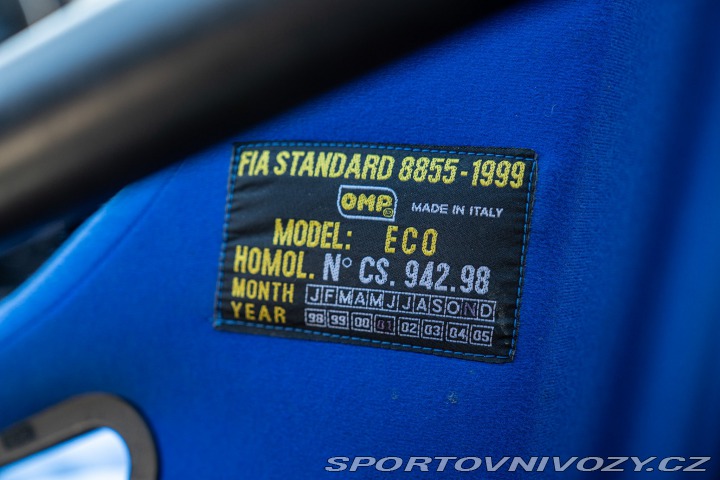 FIA STANDARD 8855-1999
OMP MADE IN ITALY
MODEL: ECO
HOMOL. N° CS. 942.98
MONTH J F M A M J J A S O N D
YEAR 98 99 00 01 02 03 04 05
SPORTOVNIVOZY.CZ